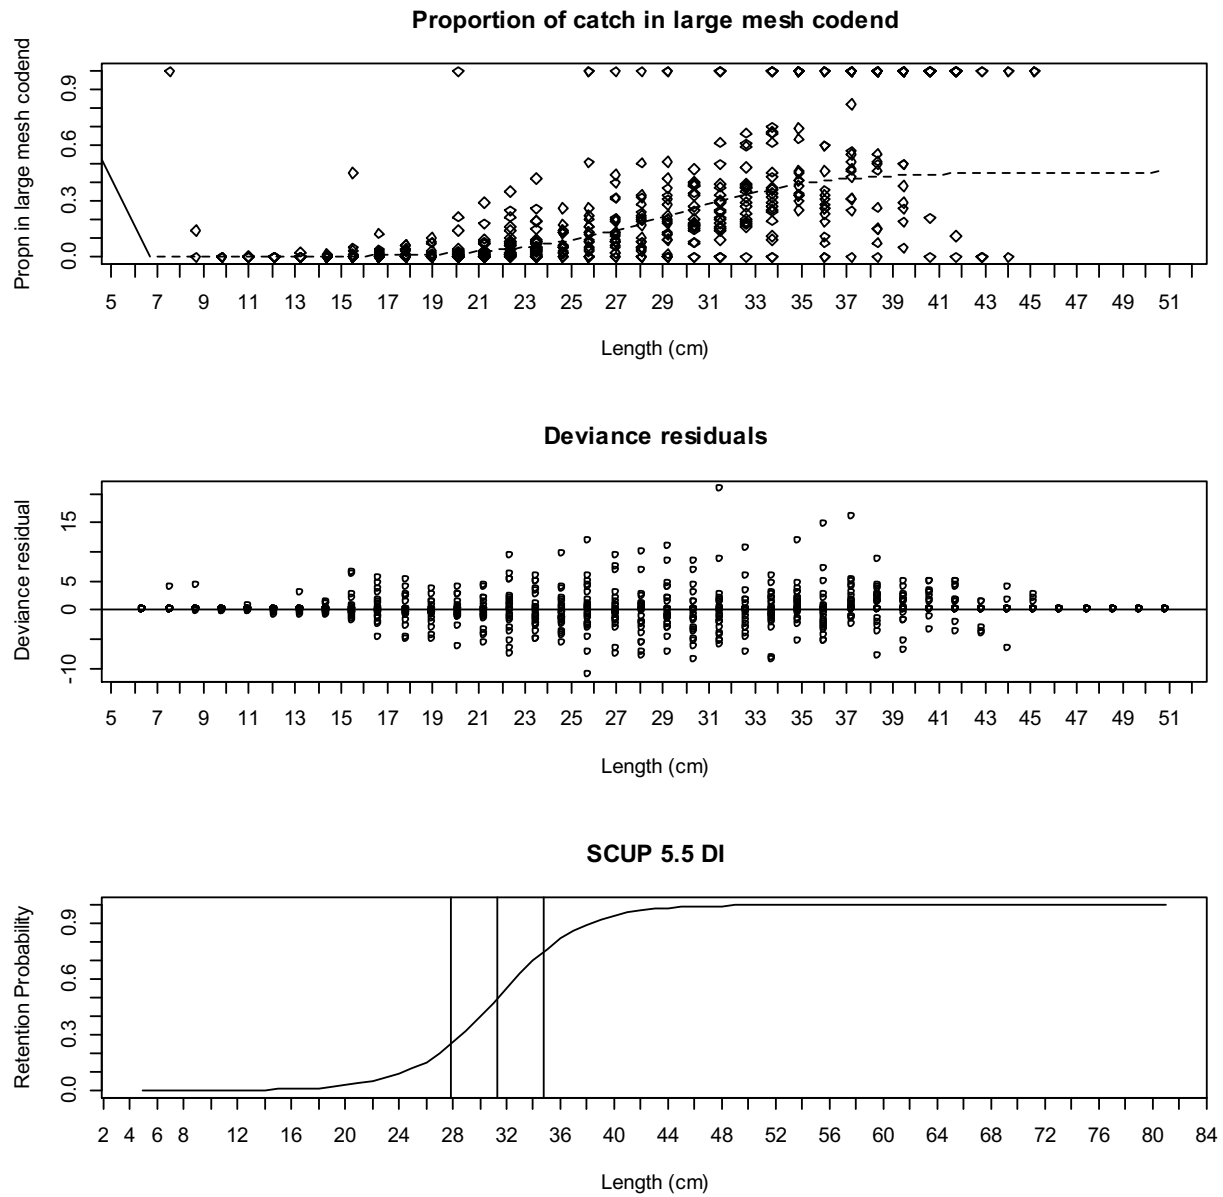 Proportion of catch in large mesh codend
Propn in large mesh codend
0.0 0.3 0.6 0.9
5 7 9 11 13 15 17 19 21 23 25 27 29 31 33 35 37 39 41 43 45 47 49 51
Length (cm)
Deviance residuals
Deviance residual
-10 0 5 15
5 7 9 11 13 15 17 19 21 23 25 27 29 31 33 35 37 39 41 43 45 47 49 51
Length (cm)
SCUP 5.5 DI
Retention Probability
0.0 0.3 0.6 0.9
2 4 6 8 12 16 20 24 28 32 36 40 44 48 52 56 60 64 68 72 76 80 84
Length (cm)